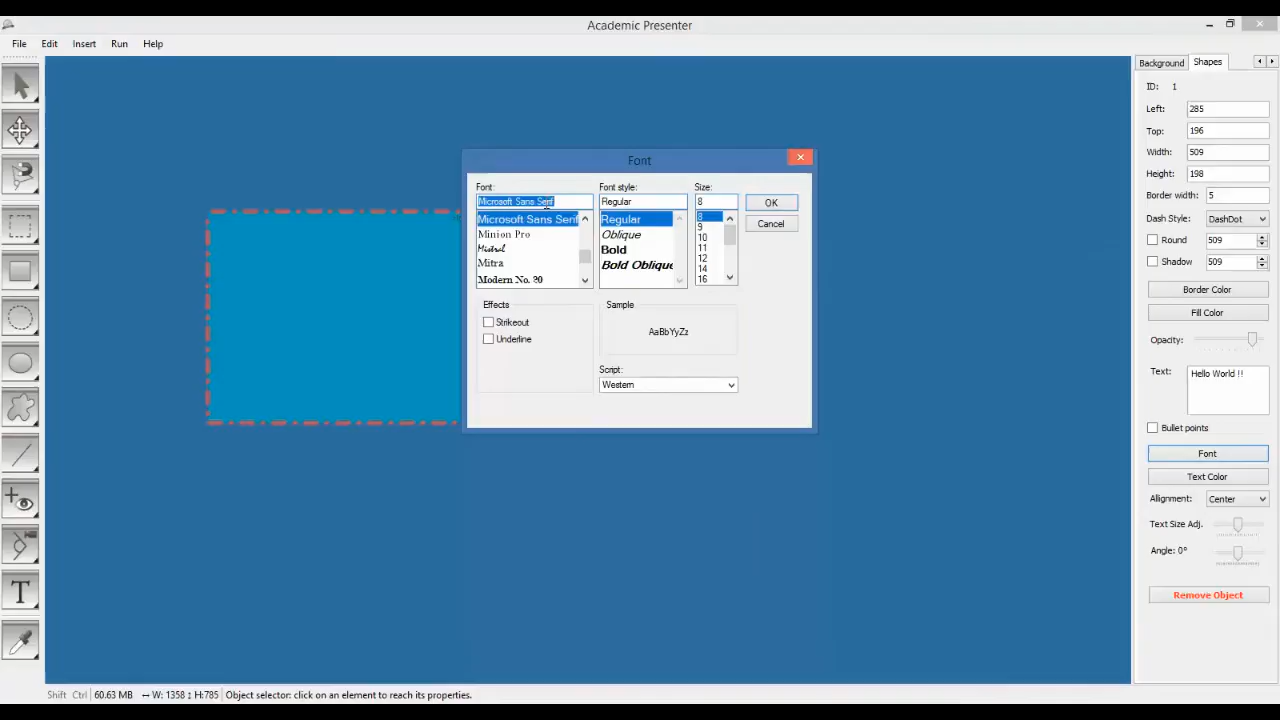 Academic Presenter
File Edit Insert Run Help
Background Shapes
ID: 1
Left: 285
Top: 196
Width: 509
Height: 198
Border width: 5
Dash Style: DashDot
Round 509
Shadow 509
Border Color
Fill Color
Opacity:
Text: Hello World !!
Bullet points
Font
Text Color
Allignment: Center
Text Size Adj.
Angle: 0°
Remove Object
Font
Font: Font style: Size:
Microsoft Sans Serif Regular 8 OK
Microsoft Sans Serif Regular 8 Cancel
Minion Pro Oblique 9
Mistral Bold 10
Mitra Bold Oblique 11
Modern No. 20 12
14
16
Effects Sample
Strikeout AaBbYyZz
Underline
Script:
Western
Shift Ctrl 60.63 MB ↔ W: 1358 ↕ H:785 Object selector: click on an element to reach its properties.
T